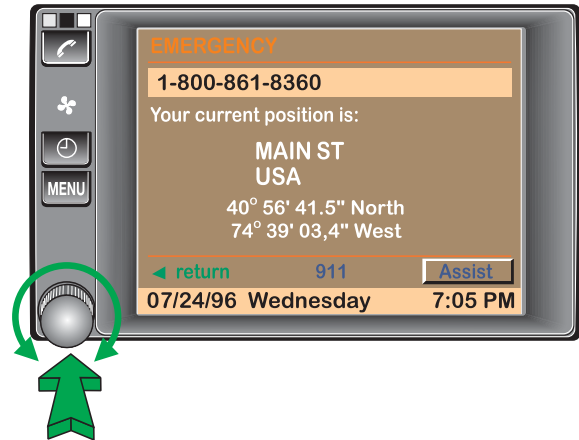 EMERGENCY
1-800-861-8360
Your current position is:
MAIN ST
USA
40° 56' 41.5" North
74° 39' 03,4" West
◄ return 911 Assist
07/24/96 Wednesday 7:05 PM
MENU